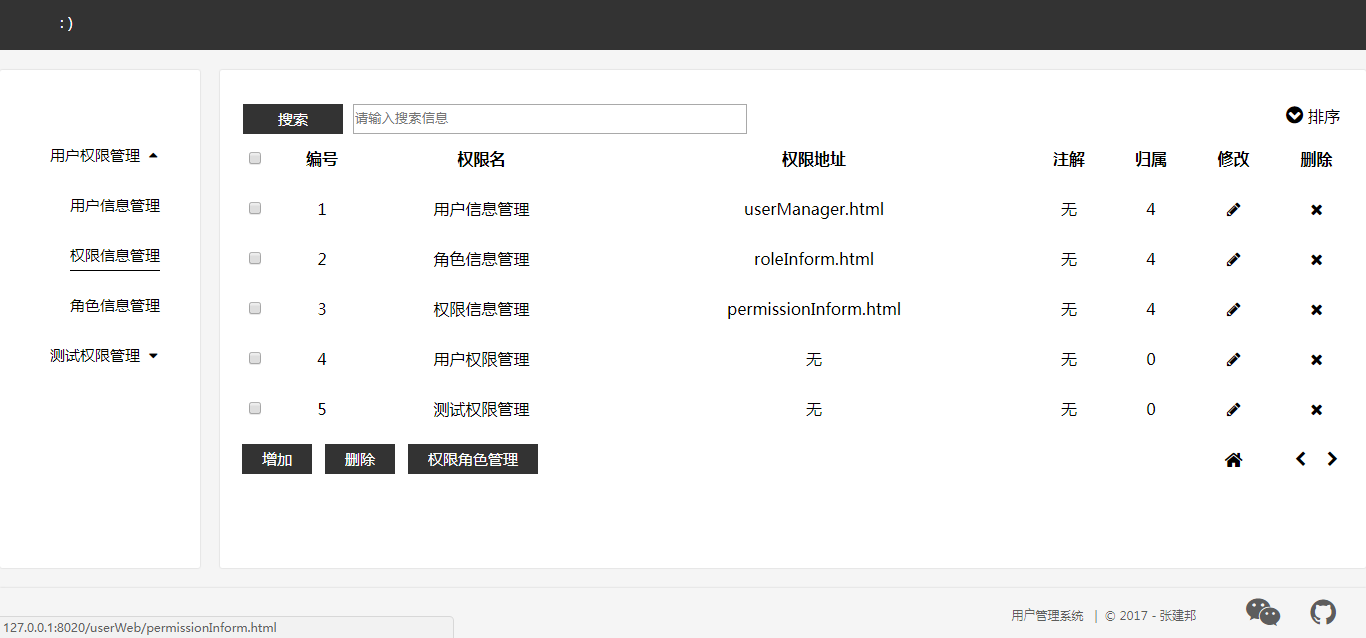 :)
用户权限管理
用户信息管理
权限信息管理
角色信息管理
测试权限管理
搜索 请输入搜索信息 排序
编号 权限名 权限地址 注解 归属 修改 删除
1 用户信息管理 userManager.html 无 4
2 角色信息管理 roleInform.html 无 4
3 权限信息管理 permissionInform.html 无 4
4 用户权限管理 无 无 0
5 测试权限管理 无 无 0
增加 删除 权限角色管理
用户管理系统 | © 2017 - 张建邦
127.0.0.1:8020/userWeb/permissionInform.html